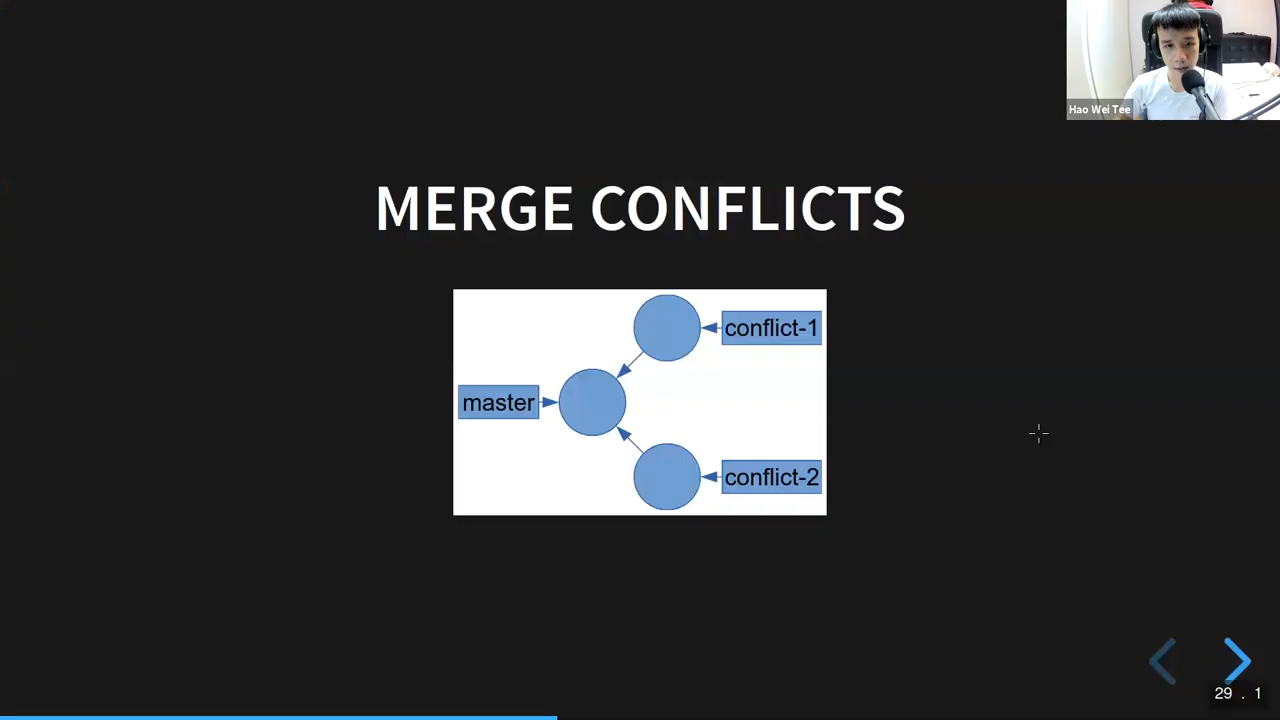 Hao Wei Tee
MERGE CONFLICTS
conflict-1
master
conflict-2
29 . 1